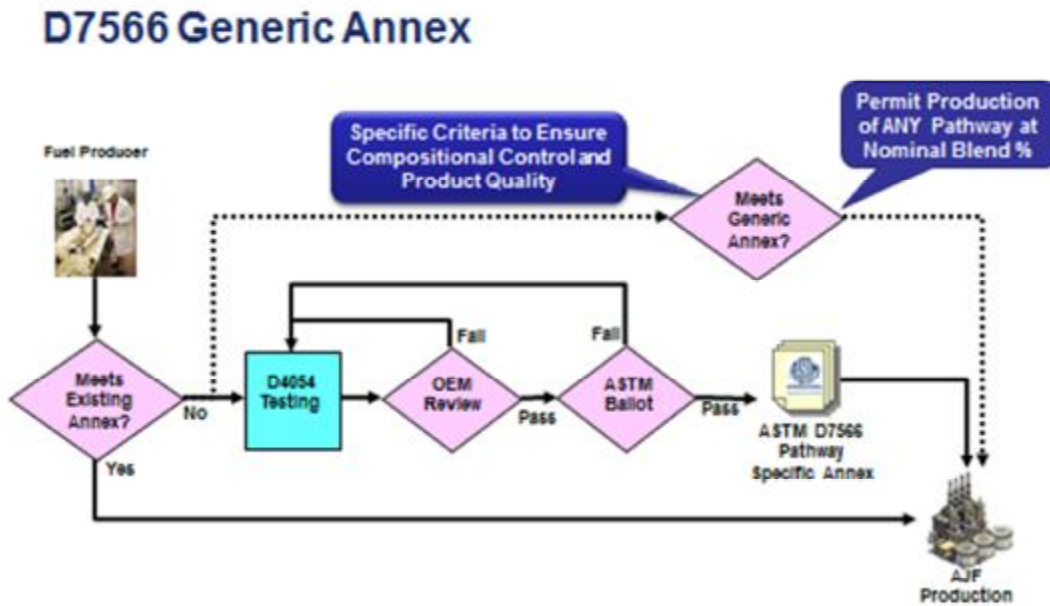 D7566 Generic Annex
Permit Production
of ANY Pathway at
Nominal Blend %
Specific Criteria to Ensure
Compositional Control and
Product Quality
Fuel Producer
Meets
Generic
Annex?
Fail
Fail
Meets
Existing
Annex?
No
D4054
Testing
OEM
Review
Pass
ASTM
Ballot
Pass
ASTM D7566
Pathway
Specific Annex
Yes
AJF
Production